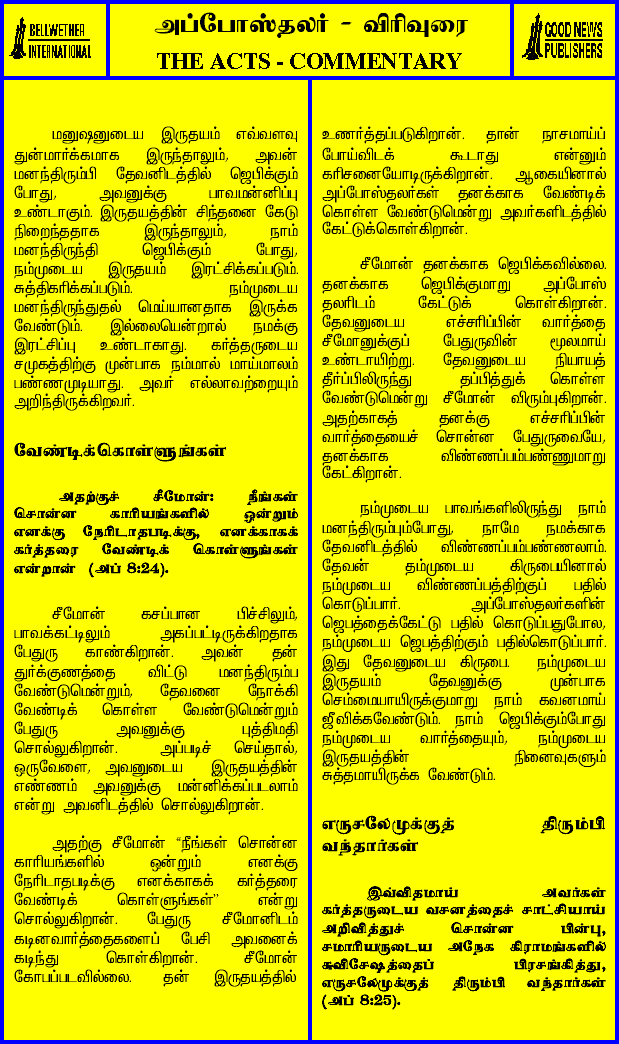 BELLWETHER
INTERNATIONAL
அப்போஸ்தலர் - விரிவுரை
THE ACTS - COMMENTARY
GOOD NEWS
PUBLISHERS
மனுஷனுடைய இருதயம் எவ்வளவு
துன்மார்க்கமாக இருந்தாலும், அவன்
மனந்திரும்பி தேவனிடத்தில் ஜெபிக்கும்
போது, அவனுக்கு பாவமன்னிப்பு
உண்டாகும். இருதயத்தின் சிந்தனை கேடு
நிறைந்ததாக இருந்தாலும், நாம்
மனந்திருந்தி ஜெபிக்கும் போது,
நம்முடைய இருதயம் இரட்சிக்கப்படும்.
சுத்திகரிக்கப்படும். நம்முடைய
மனந்திருந்துதல் மெய்யானதாக இருக்க
வேண்டும். இல்லையென்றால் நமக்கு
இரட்சிப்பு உண்டாகாது. கர்த்தருடைய
சமுகத்திற்கு முன்பாக நம்மால் மாய்மாலம்
பண்ணமுடியாது. அவர் எல்லாவற்றையும்
அறிந்திருக்கிறவர்.
வேண்டிக்கொள்ளுங்கள்
அதற்குச் சீமோன்: நீங்கள்
சொன்ன காரியங்களில் ஒன்றும்
எனக்கு நேரிடாதபடிக்கு, எனக்காகக்
கர்த்தரை வேண்டிக் கொள்ளுங்கள்
என்றான் (அப் 8:24).
சீமோன் கசப்பான பிச்சிலும்,
பாவக்கட்டிலும் அகப்பட்டிருக்கிறதாக
பேதுரு காண்கிறான். அவன் தன்
துர்க்குணத்தை விட்டு மனந்திரும்ப
வேண்டுமென்றும், தேவனை நோக்கி
வேண்டிக் கொள்ள வேண்டுமென்றும்
பேதுரு அவனுக்கு புத்திமதி
சொல்லுகிறான். அப்படிச் செய்தால்,
ஒருவேளை, அவனுடைய இருதயத்தின்
எண்ணம் அவனுக்கு மன்னிக்கப்படலாம்
என்று அவனிடத்தில் சொல்லுகிறான்.
அதற்கு சீமோன் “நீங்கள் சொன்ன
காரியங்களில் ஒன்றும் எனக்கு
நேரிடாதபடிக்கு எனக்காகக் கர்த்தரை
வேண்டிக் கொள்ளுங்கள்” என்று
சொல்லுகிறான். பேதுரு சீமோனிடம்
கடினவார்த்தைகளைப் பேசி அவனைக்
கடிந்து கொள்கிறான். சீமோன்
கோபப்படவில்லை. தன் இருதயத்தில்
உணர்த்தப்படுகிறான். தான் நாசமாய்ப்
போய்விடக் கூடாது என்னும்
கரிசனையோடிருக்கிறான். ஆகையினால்
அப்போஸ்தலர்கள் தனக்காக வேண்டிக்
கொள்ள வேண்டுமென்று அவர்களிடத்தில்
கேட்டுக்கொள்கிறான்.
சீமோன் தனக்காக ஜெபிக்கவில்லை.
தனக்காக ஜெபிக்குமாறு அப்போஸ்
தலரிடம் கேட்டுக் கொள்கிறான்.
தேவனுடைய எச்சரிப்பின் வார்த்தை
சீமோனுக்குப் பேதுருவின் மூலமாய்
உண்டாயிற்று. தேவனுடைய நியாயத்
தீர்ப்பிலிருந்து தப்பித்துக் கொள்ள
வேண்டுமென்று சீமோன் விரும்புகிறான்.
அதற்காகத் தனக்கு எச்சரிப்பின்
வார்த்தையைச் சொன்ன பேதுருவையே,
தனக்காக விண்ணப்பம்பண்ணுமாறு
கேட்கிறான்.
நம்முடைய பாவங்களிலிருந்து நாம்
மனந்திரும்பும்போது, நாமே நமக்காக
தேவனிடத்தில் விண்ணப்பம்பண்ணலாம்.
தேவன் தம்முடைய கிருபையினால்
நம்முடைய விண்ணப்பத்திற்குப் பதில்
கொடுப்பார். அப்போஸ்தலர்களின்
ஜெபத்தைக்கேட்டு பதில் கொடுப்பதுபோல,
நம்முடைய ஜெபத்திற்கும் பதில்கொடுப்பார்.
இது தேவனுடைய கிருபை. நம்முடைய
இருதயம் தேவனுக்கு முன்பாக
செம்மையாயிருக்குமாறு நாம் கவனமாய்
ஜீவிக்கவேண்டும். நாம் ஜெபிக்கும்போது
நம்முடைய வார்த்தையும், நம்முடைய
இருதயத்தின் நினைவுகளும்
சுத்தமாயிருக்க வேண்டும்.
எருசலேமுக்குத் திரும்பி
வந்தார்கள்
இவ்விதமாய் அவர்கள்
கர்த்தருடைய வசனத்தைச் சாட்சியாய்
அறிவித்துச் சொன்ன பின்பு,
சமாரியருடைய அநேக கிராமங்களில்
சுவிசேஷத்தைப் பிரசங்கித்து,
எருசலேமுக்குத் திரும்பி வந்தார்கள்
(அப் 8:25).